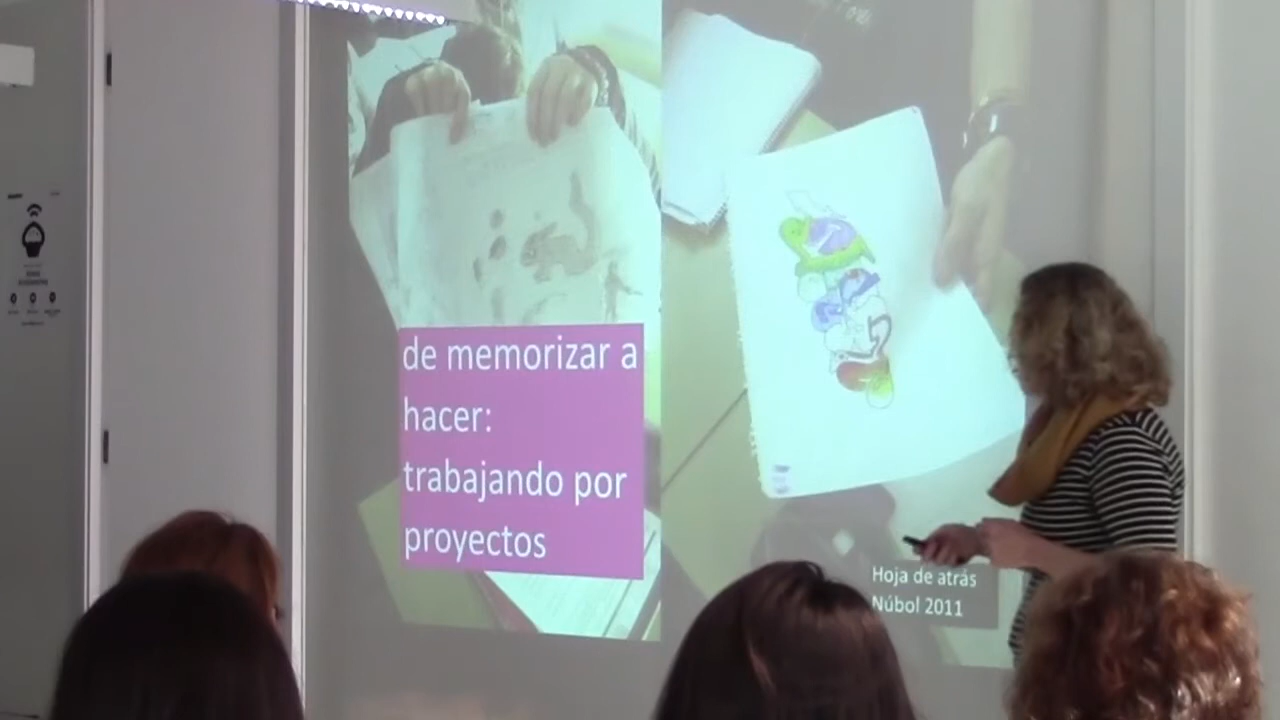 de memorizar a
hacer:
trabajando por
proyectos
Hoja de atrás
Núbol 2011